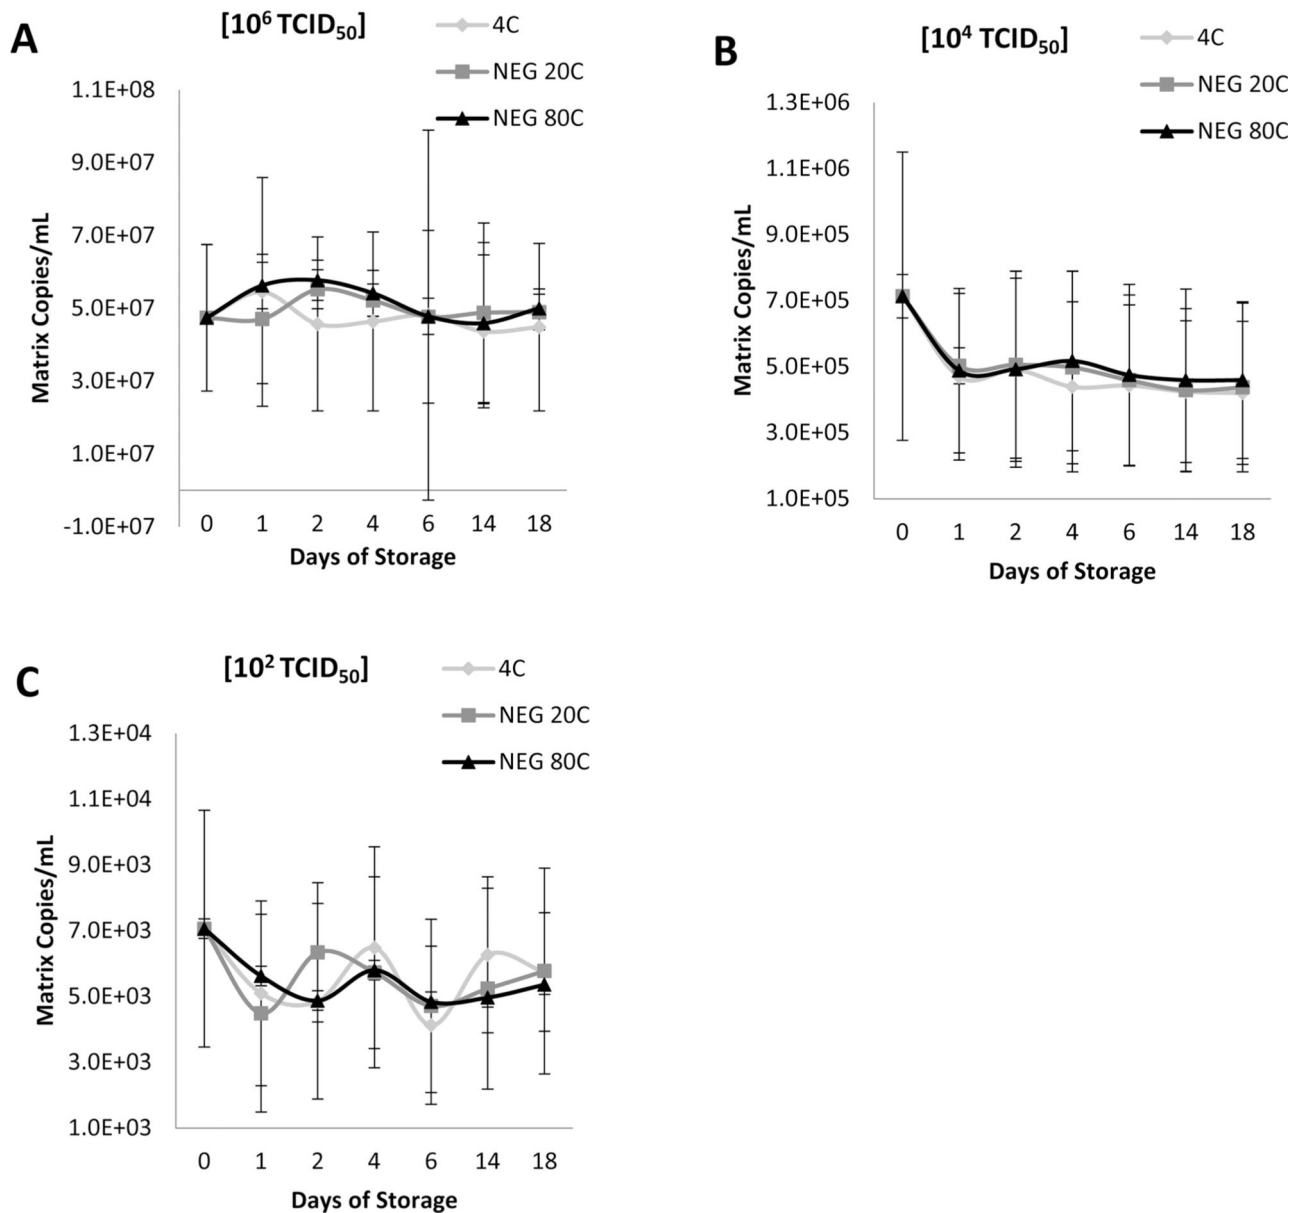 A
[10⁶ TCID₅₀]
4C
NEG 20C
NEG 80C
1.1E+08
9.0E+07
7.0E+07
5.0E+07
3.0E+07
1.0E+07
-1.0E+07
Matrix Copies/mL
0 1 2 4 6 14 18
Days of Storage
B
[10⁴ TCID₅₀]
4C
NEG 20C
NEG 80C
1.3E+06
1.1E+06
9.0E+05
7.0E+05
5.0E+05
3.0E+05
1.0E+05
Matrix Copies/mL
0 1 2 4 6 14 18
Days of Storage
C
[10² TCID₅₀]
4C
NEG 20C
NEG 80C
1.3E+04
1.1E+04
9.0E+03
7.0E+03
5.0E+03
3.0E+03
1.0E+03
Matrix Copies/mL
0 1 2 4 6 14 18
Days of Storage